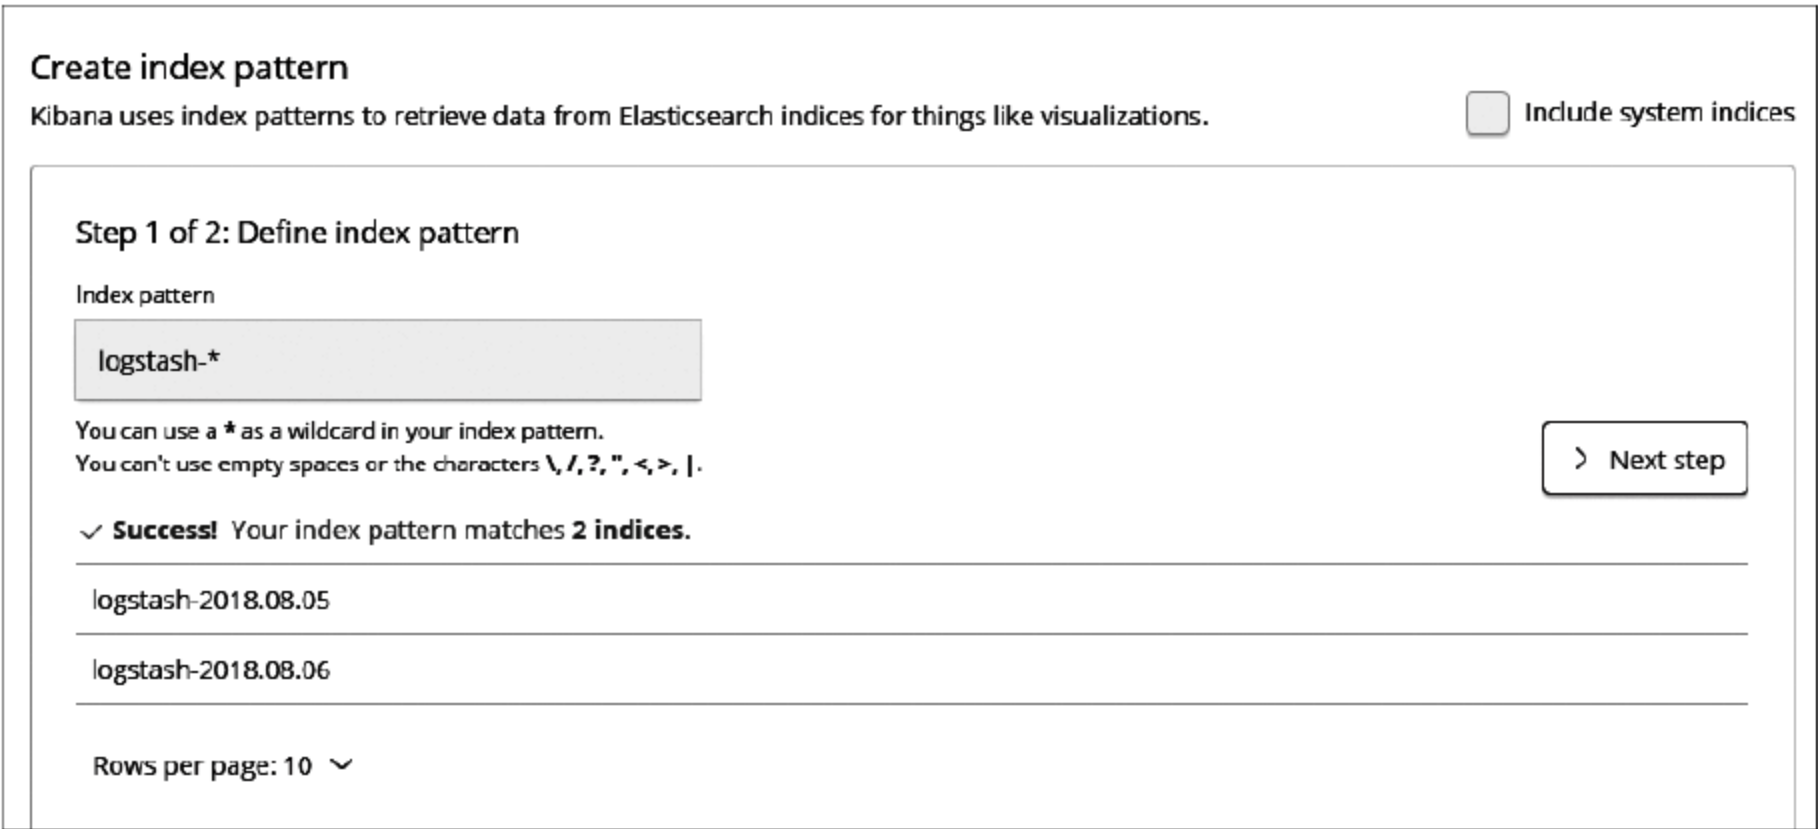 Create index pattern
Kibana uses index patterns to retrieve data from Elasticsearch indices for things like visualizations.
Include system indices
Step 1 of 2: Define index pattern
Index pattern
logstash-*
You can use a * as a wildcard in your index pattern.
You can't use empty spaces or the characters \, /, ?, ", <, >, |.
> Next step
✓ Success! Your index pattern matches 2 indices.
logstash-2018.08.05
logstash-2018.08.06
Rows per page: 10